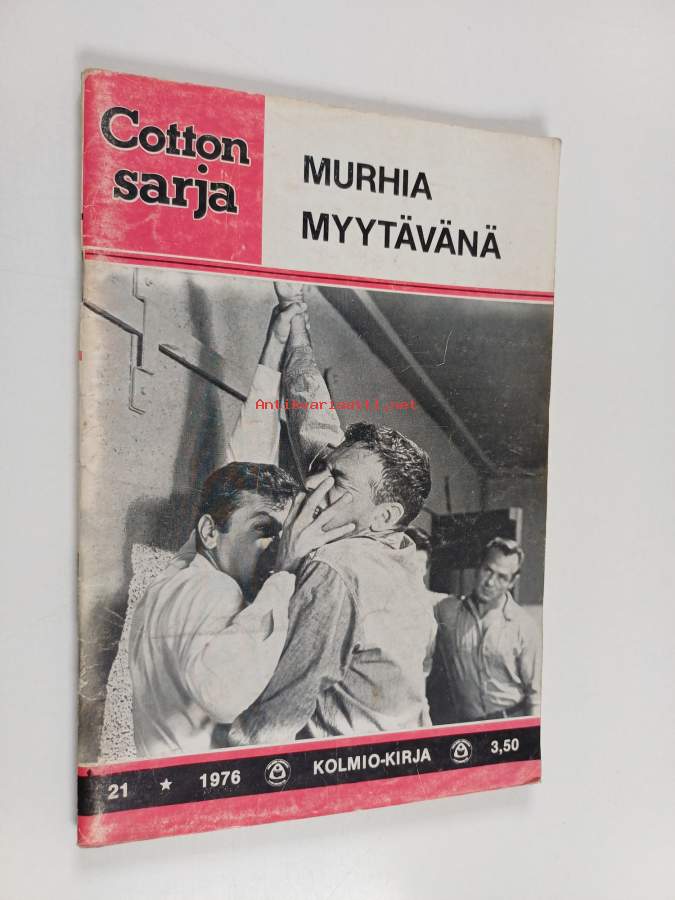 Cotton
sarja
MURHIA
MYYTÄVÄNÄ
Antikvariaatti.net
21 ★ 1976 KOLMIO-KIRJA 3,50